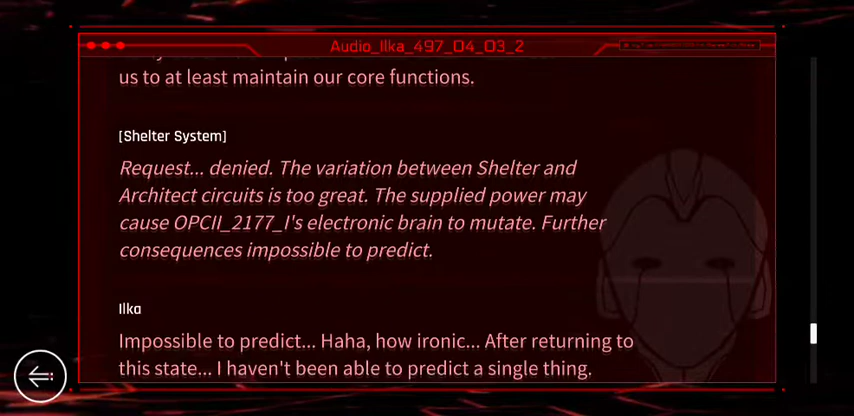 Audio_Ilka_497_04_03_2
us to at least maintain our core functions.
[Shelter System]
Request... denied. The variation between Shelter and
Architect circuits is too great. The supplied power may
cause OPCII_2177_I's electronic brain to mutate. Further
consequences impossible to predict.
Ilka
Impossible to predict... Haha, how ironic... After returning to
this state... I haven't been able to predict a single thing.